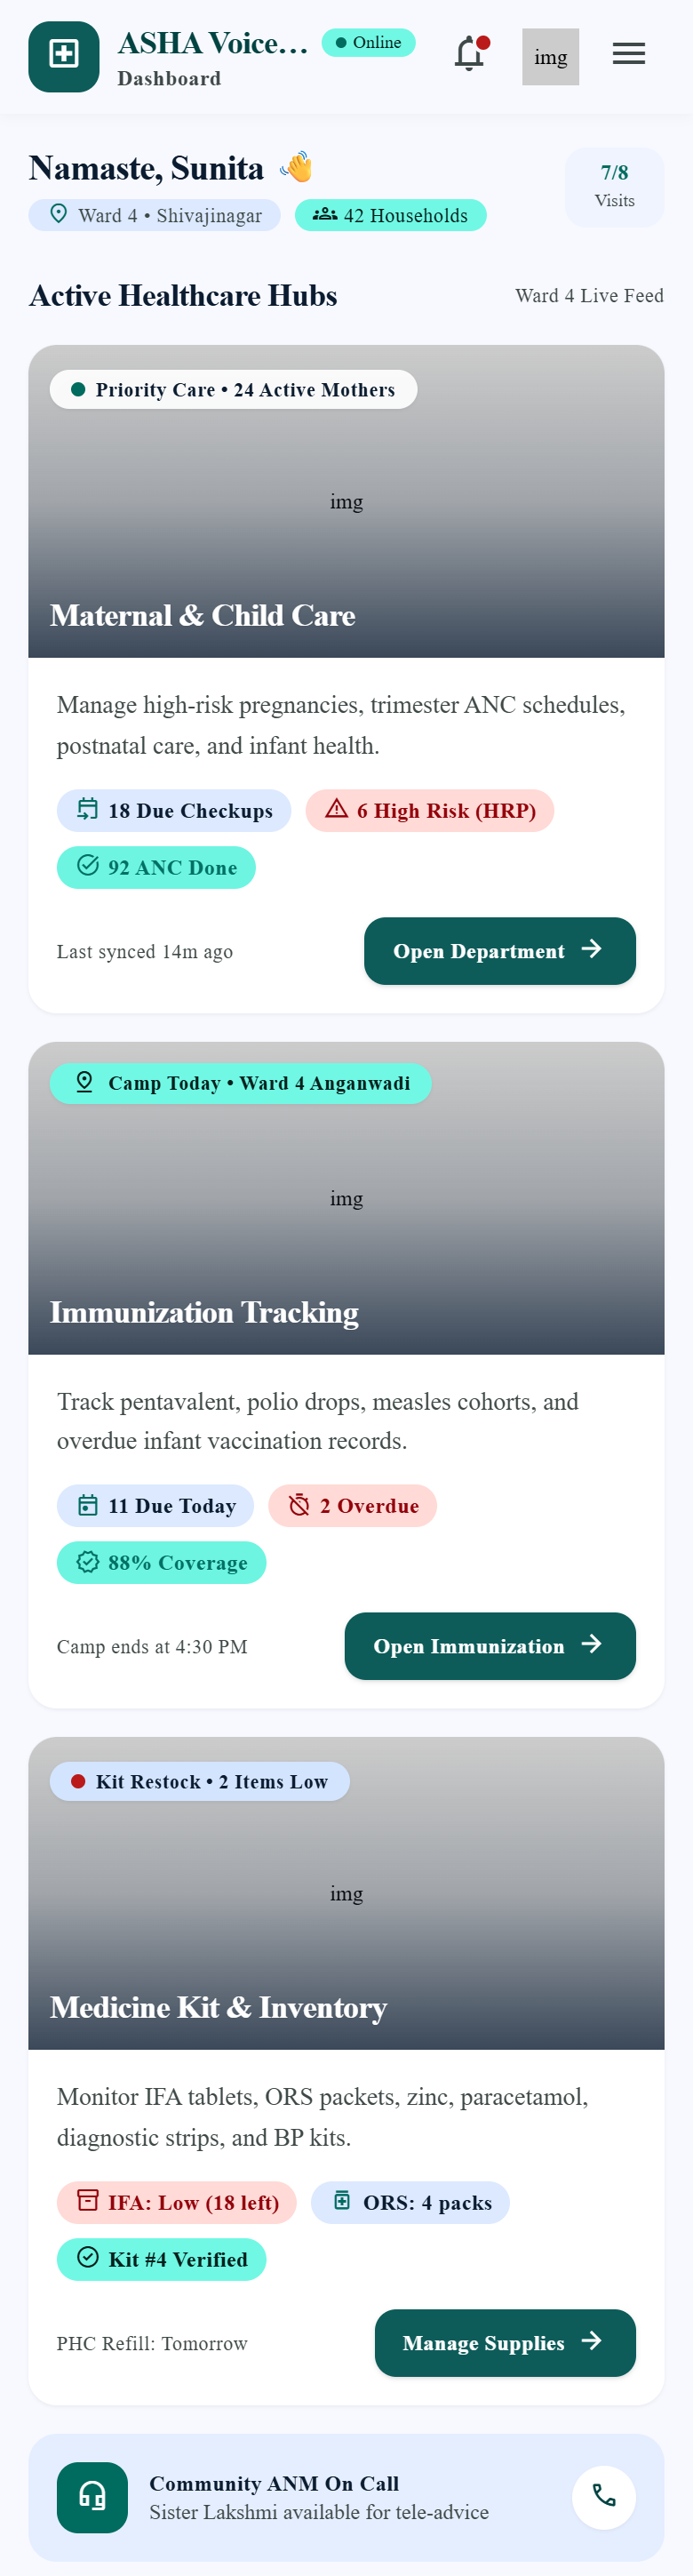 ASHA Voice...
Online
Dashboard
img
Namaste, Sunita 👋
Ward 4 • Shivajinagar
42 Households
7/8
Visits
Active Healthcare Hubs
Ward 4 Live Feed
Priority Care • 24 Active Mothers
img
Maternal & Child Care
Manage high-risk pregnancies, trimester ANC schedules,
postnatal care, and infant health.
18 Due Checkups
6 High Risk (HRP)
92 ANC Done
Last synced 14m ago
Open Department
Camp Today • Ward 4 Anganwadi
img
Immunization Tracking
Track pentavalent, polio drops, measles cohorts, and
overdue infant vaccination records.
11 Due Today
2 Overdue
88% Coverage
Camp ends at 4:30 PM
Open Immunization
Kit Restock • 2 Items Low
img
Medicine Kit & Inventory
Monitor IFA tablets, ORS packets, zinc, paracetamol,
diagnostic strips, and BP kits.
IFA: Low (18 left)
ORS: 4 packs
Kit #4 Verified
PHC Refill: Tomorrow
Manage Supplies
Community ANM On Call
Sister Lakshmi available for tele-advice